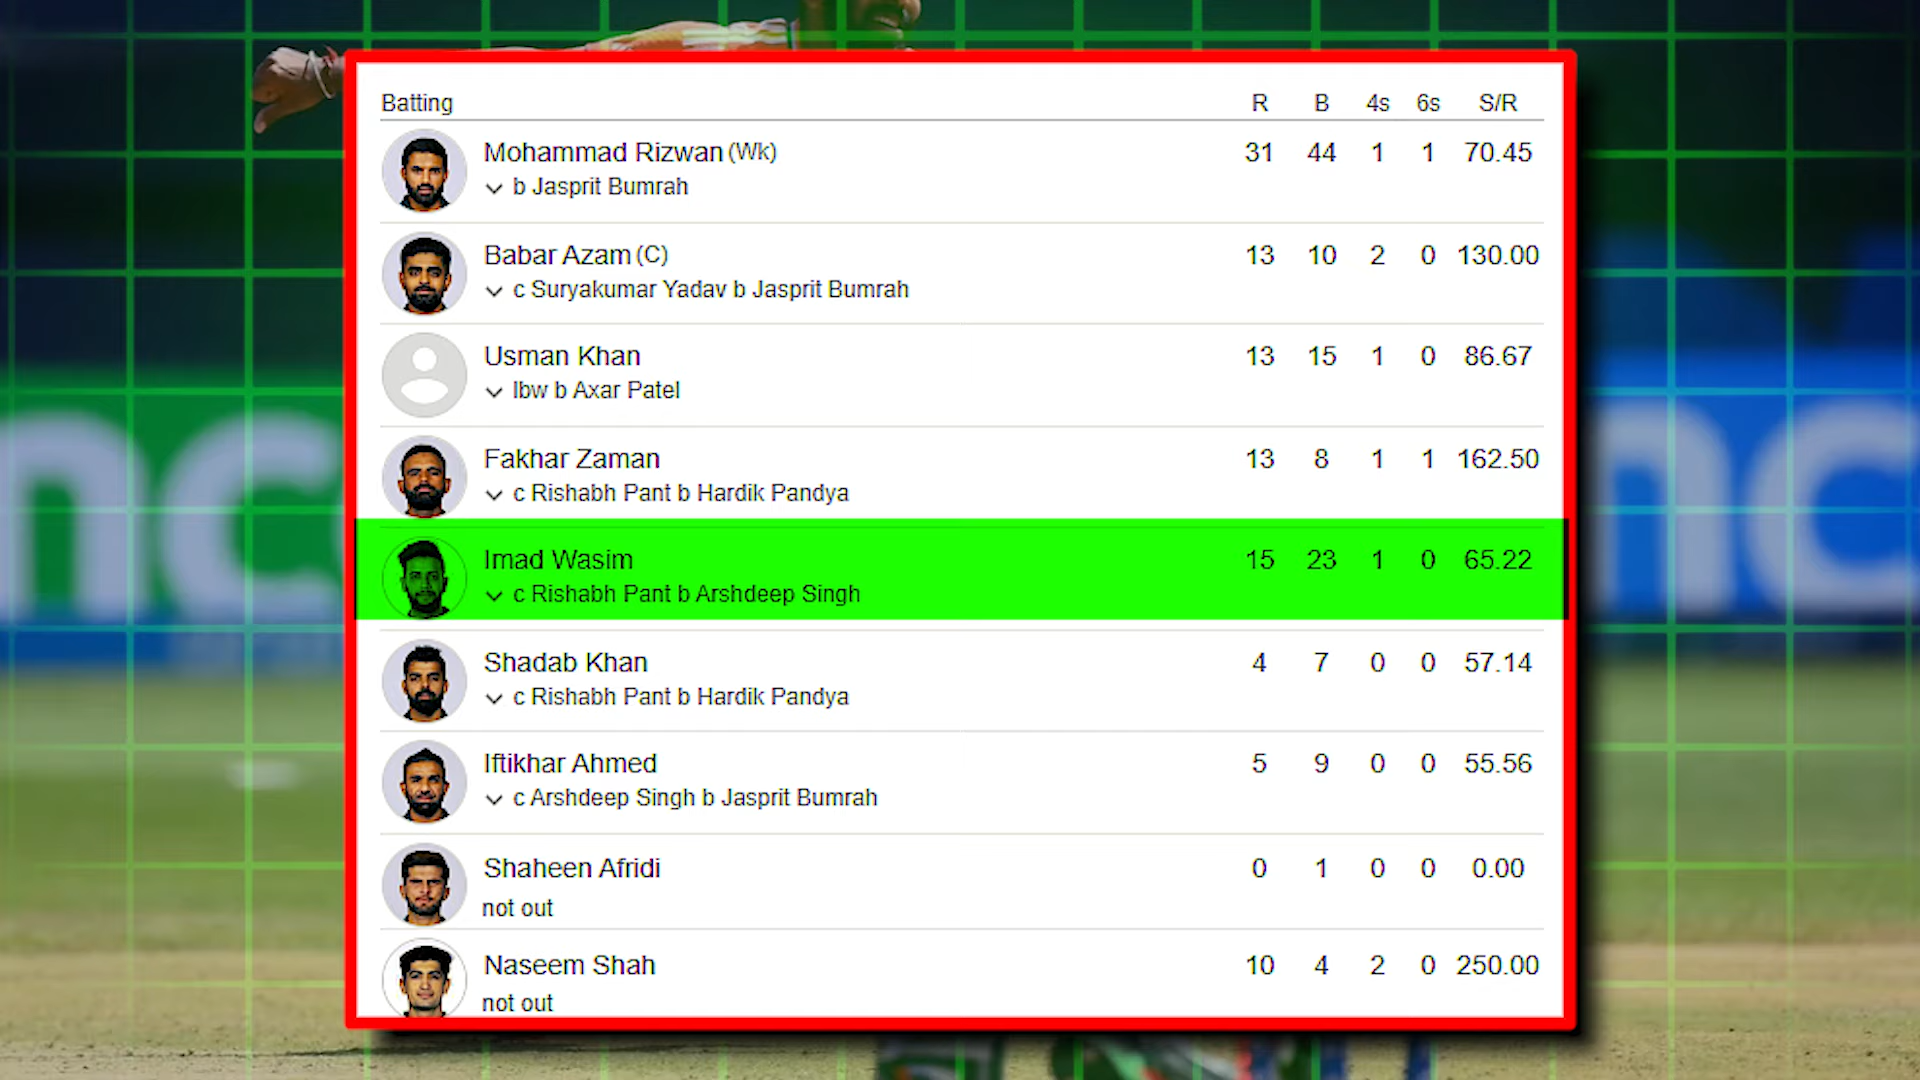 Batting R B 4s 6s S/R
Mohammad Rizwan (Wk) 31 44 1 1 70.45
b Jasprit Bumrah
Babar Azam (C) 13 10 2 0 130.00
c Suryakumar Yadav b Jasprit Bumrah
Usman Khan 13 15 1 0 86.67
lbw b Axar Patel
Fakhar Zaman 13 8 1 1 162.50
c Rishabh Pant b Hardik Pandya
Imad Wasim 15 23 1 0 65.22
c Rishabh Pant b Arshdeep Singh
Shadab Khan 4 7 0 0 57.14
c Rishabh Pant b Hardik Pandya
Iftikhar Ahmed 5 9 0 0 55.56
c Arshdeep Singh b Jasprit Bumrah
Shaheen Afridi 0 1 0 0 0.00
not out
Naseem Shah 10 4 2 0 250.00
not out